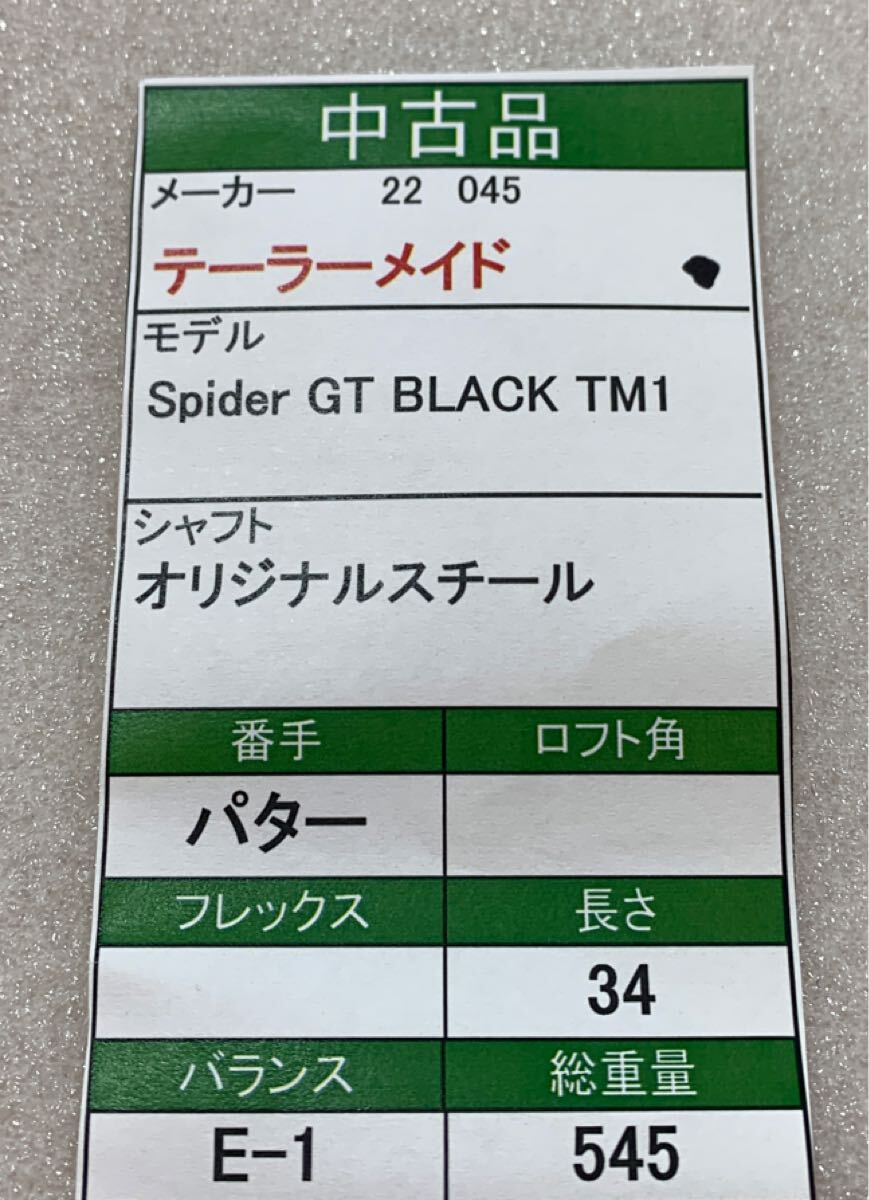 中古品
メーカー 22 045
テーラーメイド
モデル
Spider GT BLACK TM1
シャフト
オリジナルスチール
番手 ロフト角
パター
フレックス 長さ
34
バランス 総重量
E-1 545